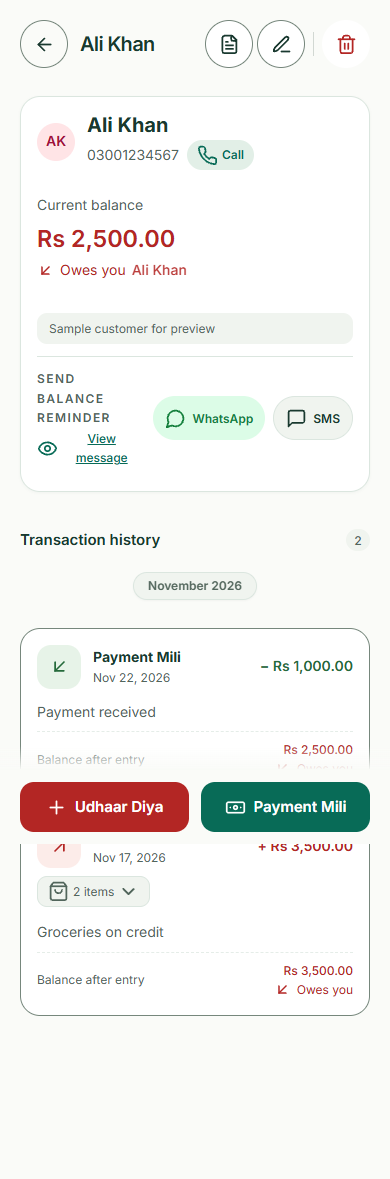 Ali Khan
AK
Ali Khan
03001234567
Call
Current balance
Rs 2,500.00
Owes you Ali Khan
Sample customer for preview
SEND
BALANCE
REMINDER
View
message
WhatsApp
SMS
Transaction history
2
November 2026
Payment Mili
Nov 22, 2026
– Rs 1,000.00
Payment received
Balance after entry
Rs 2,500.00
Udhaar Diya
Payment Mili
Nov 17, 2026
+ Rs 3,500.00
2 items
Groceries on credit
Balance after entry
Rs 3,500.00
Owes you